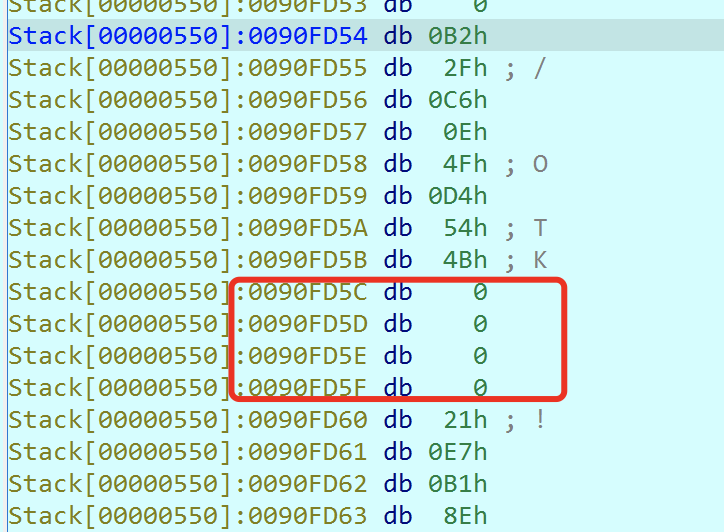 Stack[00000550]:0090FD53 db 0
Stack[00000550]:0090FD54 db 0B2h
Stack[00000550]:0090FD55 db 2Fh ; /
Stack[00000550]:0090FD56 db 0C6h
Stack[00000550]:0090FD57 db 0Eh
Stack[00000550]:0090FD58 db 4Fh ; O
Stack[00000550]:0090FD59 db 0D4h
Stack[00000550]:0090FD5A db 54h ; T
Stack[00000550]:0090FD5B db 4Bh ; K
Stack[00000550]:0090FD5C db 0
Stack[00000550]:0090FD5D db 0
Stack[00000550]:0090FD5E db 0
Stack[00000550]:0090FD5F db 0
Stack[00000550]:0090FD60 db 21h ; !
Stack[00000550]:0090FD61 db 0E7h
Stack[00000550]:0090FD62 db 0B1h
Stack[00000550]:0090FD63 db 8Eh